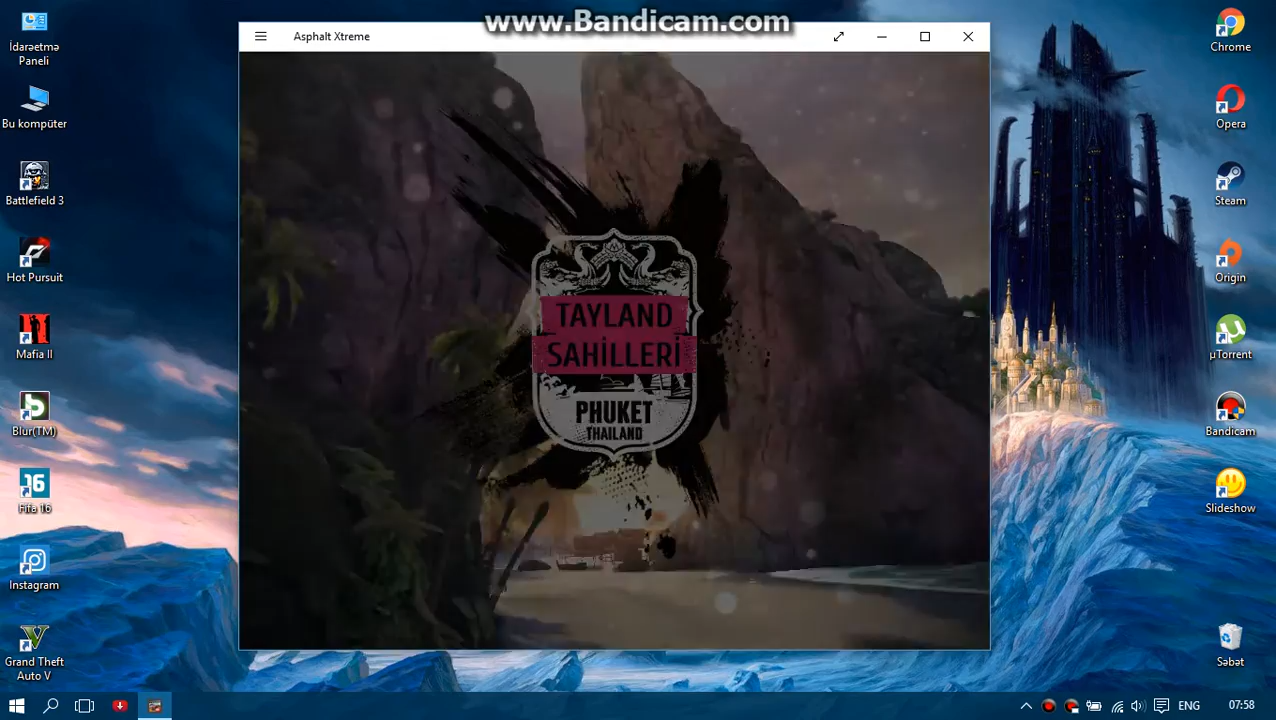 www.Bandicam.com
Asphalt Xtreme
İdarəetmə
Paneli
Bu kompüter
Battlefield 3
Hot Pursuit
Mafia II
Blur(TM)
16
Fifa 16
Instagram
V
Grand Theft
Auto V
TAYLAND
SAHİLLERİ
PHUKET
THAILAND
Chrome
Opera
Steam
Origin
µTorrent
Bandicam
Slideshow
Səbət
ENG
07:58